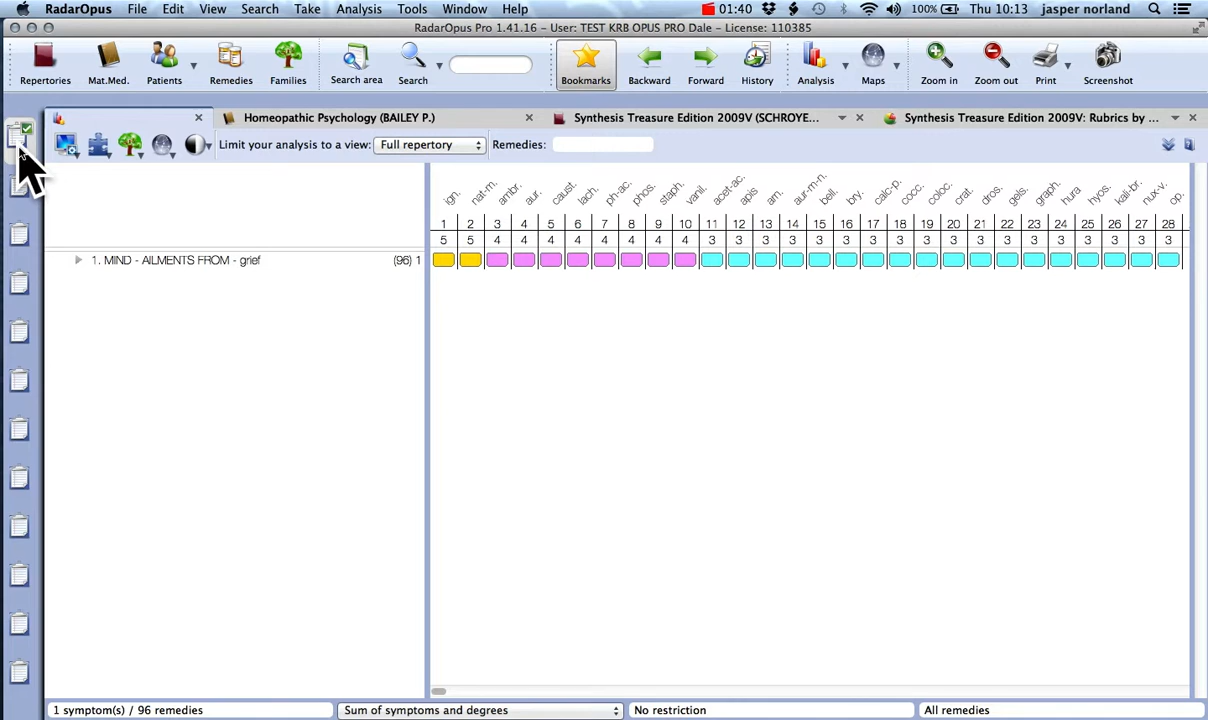 RadarOpus File Edit View Search Take Analysis Tools Window Help 01:40 100% Thu 10:13 jasper norland
RadarOpus Pro 1.41.16 - User: TEST KRB OPUS PRO Dale - License: 110385
Repertories Mat.Med. Patients Remedies Families Search area Search Bookmarks Backward Forward History Analysis Maps Zoom in Zoom out Print Screenshot
Homeopathic Psychology (BAILEY P.) Synthesis Treasure Edition 2009V (SCHROYE... Synthesis Treasure Edition 2009V: Rubrics by ...
Limit your analysis to a view: Full repertory Remedies:
ign. nat-m. ambr. aur. caust. lach. ph-ac. phos. staph. vanil. acet-ac. apis arn. aur-m-n. bell. bry. calc-p. cocc. coloc. crat. dros. gels. graph. hura hyos. kali-br. nux-v. op.
1 2 3 4 5 6 7 8 9 10 11 12 13 14 15 16 17 18 19 20 21 22 23 24 25 26 27 28
5 5 4 4 4 4 4 4 4 4 3 3 3 3 3 3 3 3 3 3 3 3 3 3 3 3 3 3
1. MIND - AILMENTS FROM - grief (96) 1
1 symptom(s) / 96 remedies Sum of symptoms and degrees No restriction All remedies